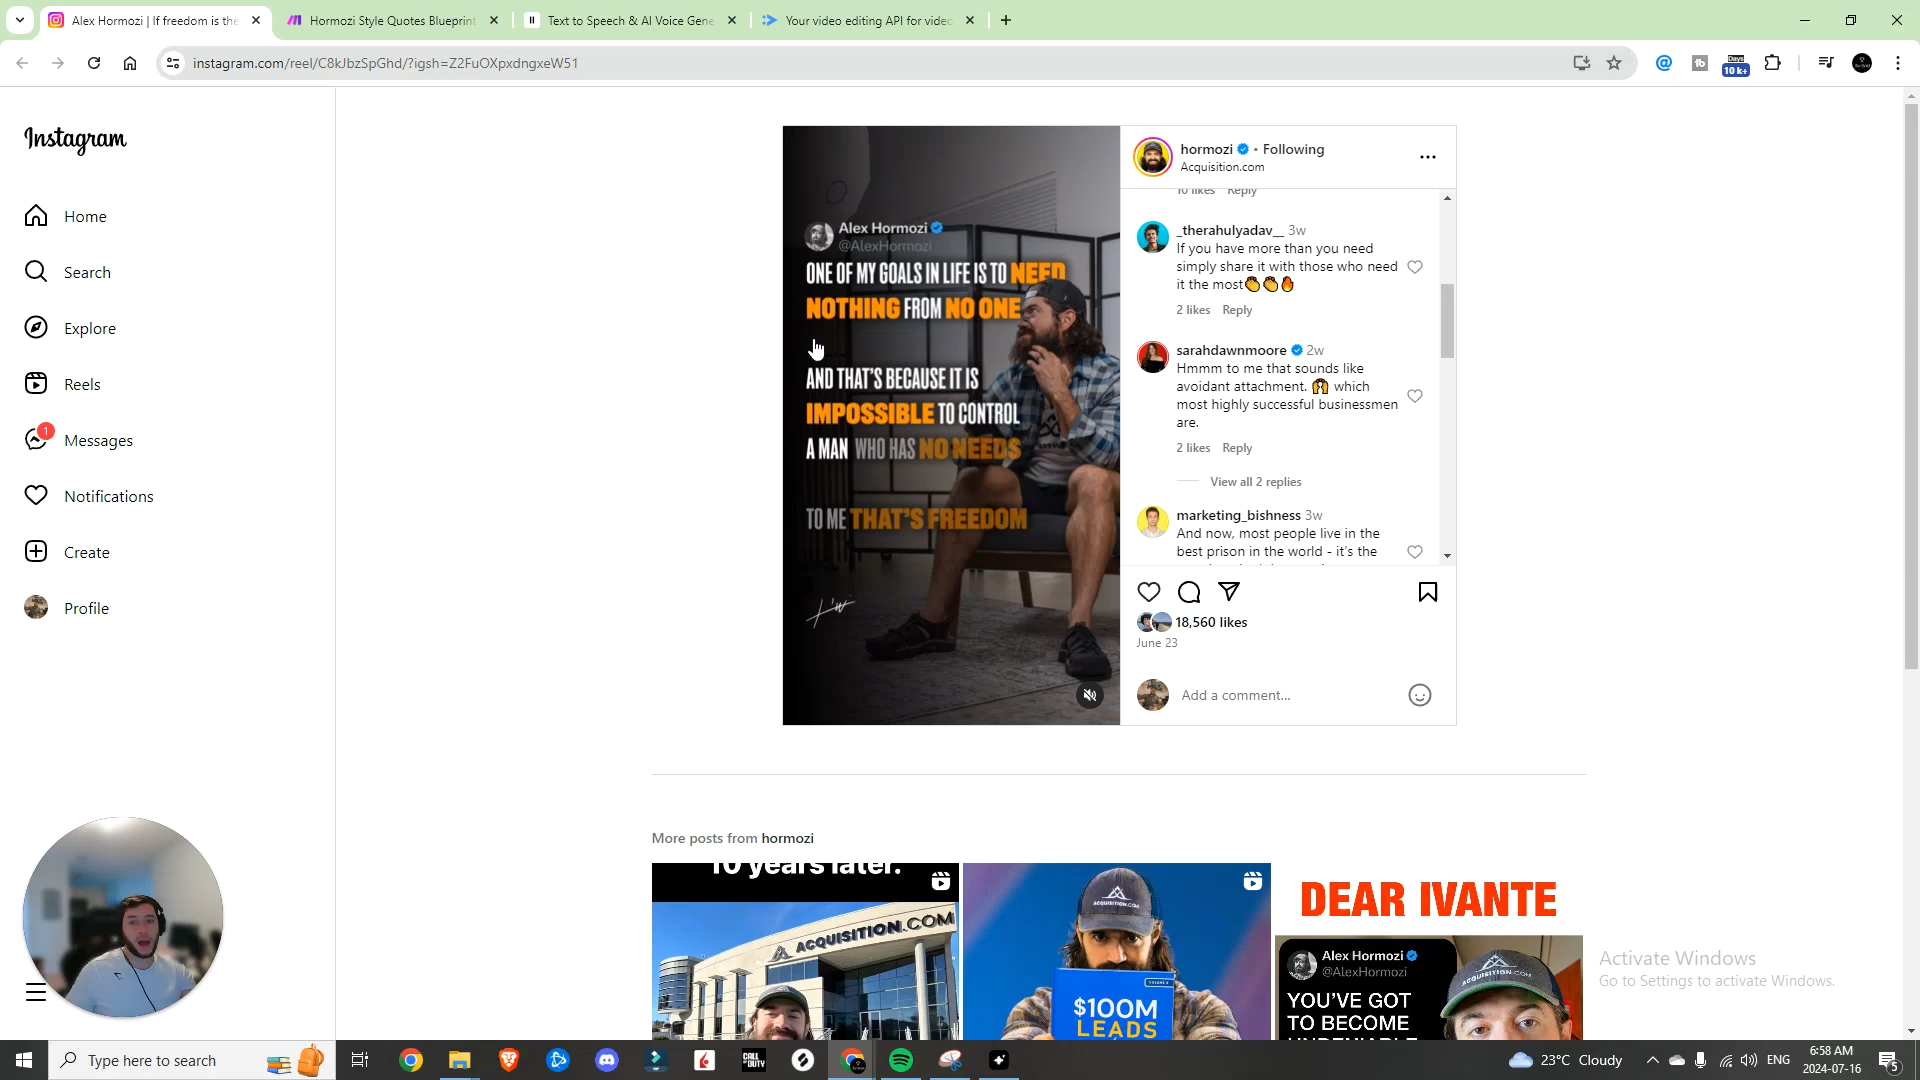 Alex Hormozi | If freedom is the
Hormozi Style Quotes Blueprint
Text to Speech & AI Voice Gene
Your video editing API for video
instagram.com/reel/C8kJbzSpGhd/?igsh=Z2FuOXpxdngxeW51
10 k+
Instagram
Home
Search
Explore
Reels
1
Messages
Notifications
Create
Profile
Alex Hormozi
@AlexHormozi
ONE OF MY GOALS IN LIFE IS TO NEED
NOTHING FROM NO ONE
AND THAT'S BECAUSE IT IS
IMPOSSIBLE TO CONTROL
A MAN WHO HAS NO NEEDS
TO ME THAT'S FREEDOM
hormozi • Following
Acquisition.com
10 likes Reply
_therahulyadav__ 3w
If you have more than you need
simply share it with those who need
it the most👏👏🔥
2 likes Reply
sarahdawnmoore 2w
Hmmm to me that sounds like
avoidant attachment. 🙌 which
most highly successful businessmen
are.
2 likes Reply
View all 2 replies
marketing_bishness 3w
And now, most people live in the
best prison in the world - it's the
18,560 likes
June 23
Add a comment...
More posts from hormozi
10 years later.
ACQUISITION.COM
ACQUISITION.COM
$100M
LEADS
DEAR IVANTE
Alex Hormozi
@AlexHormozi
YOU'VE GOT
TO BECOME
UNDENIABLE
ACQUISITION.COM
Activate Windows
Go to Settings to activate Windows.
Type here to search
CALL OF DUTY
23°C Cloudy
ENG
6:58 AM
2024-07-16
5